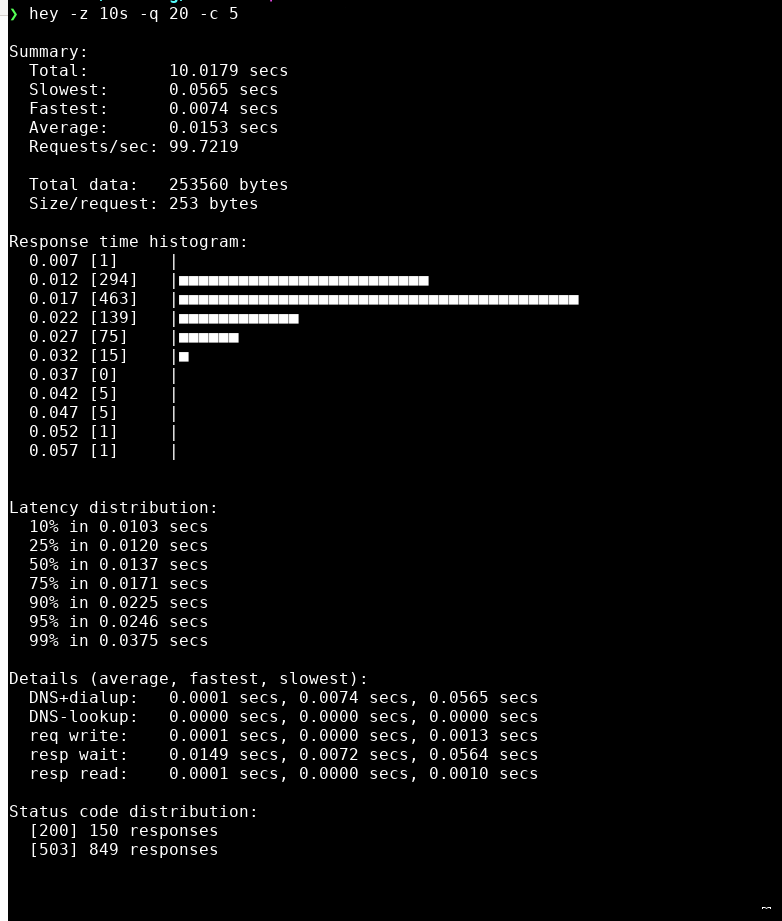 ❯ hey -z 10s -q 20 -c 5
Summary:
  Total:        10.0179 secs
  Slowest:      0.0565 secs
  Fastest:      0.0074 secs
  Average:      0.0153 secs
  Requests/sec: 99.7219
  Total data:   253560 bytes
  Size/request: 253 bytes
Response time histogram:
  0.007 [1]     |
  0.012 [294]   |■■■■■■■■■■■■■■■■■■■■■■■■■
  0.017 [463]   |■■■■■■■■■■■■■■■■■■■■■■■■■■■■■■■■■■■■■■■■
  0.022 [139]   |■■■■■■■■■■■■
  0.027 [75]    |■■■■■■
  0.032 [15]    |■
  0.037 [0]     |
  0.042 [5]     |
  0.047 [5]     |
  0.052 [1]     |
  0.057 [1]     |
Latency distribution:
  10% in 0.0103 secs
  25% in 0.0120 secs
  50% in 0.0137 secs
  75% in 0.0171 secs
  90% in 0.0225 secs
  95% in 0.0246 secs
  99% in 0.0375 secs
Details (average, fastest, slowest):
  DNS+dialup:   0.0001 secs, 0.0074 secs, 0.0565 secs
  DNS-lookup:   0.0000 secs, 0.0000 secs, 0.0000 secs
  req write:    0.0001 secs, 0.0000 secs, 0.0013 secs
  resp wait:    0.0149 secs, 0.0072 secs, 0.0564 secs
  resp read:    0.0001 secs, 0.0000 secs, 0.0010 secs
Status code distribution:
  [200] 150 responses
  [503] 849 responses